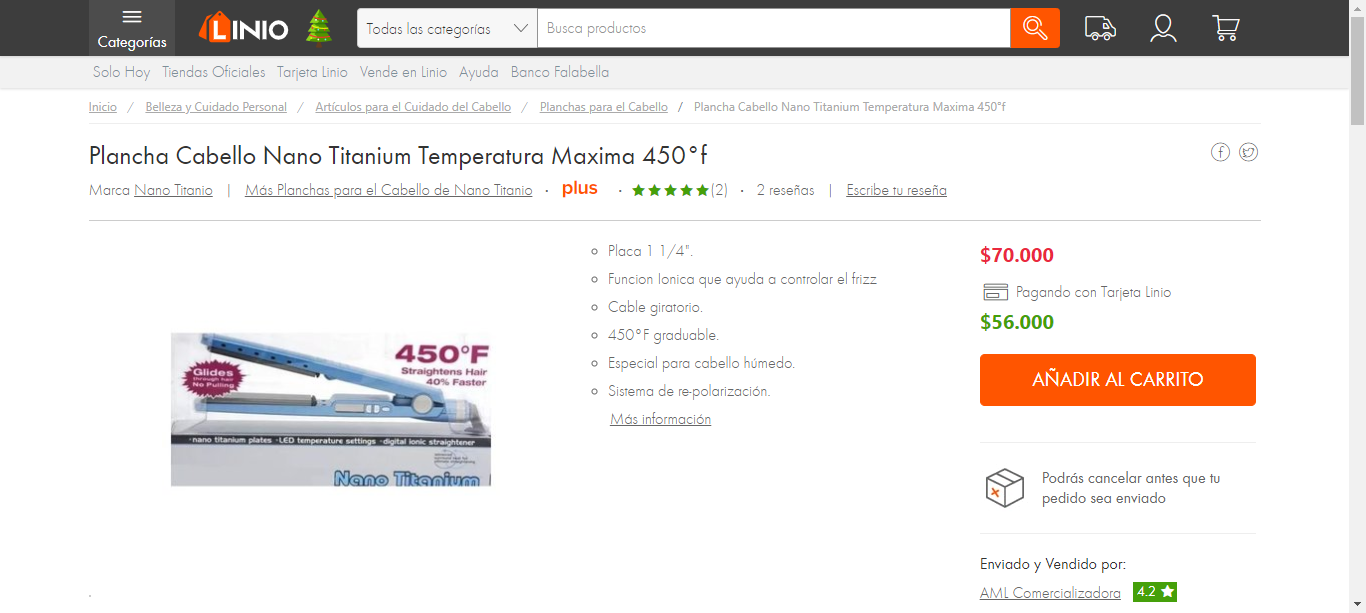 Categorías
LINIO
Todas las categorías
Busca productos
Solo Hoy Tiendas Oficiales Tarjeta Linio Vende en Linio Ayuda Banco Falabella
Inicio / Belleza y Cuidado Personal / Artículos para el Cuidado del Cabello / Planchas para el Cabello / Plancha Cabello Nano Titanium Temperatura Maxima 450°f
Plancha Cabello Nano Titanium Temperatura Maxima 450°f
Marca Nano Titanio | Más Planchas para el Cabello de Nano Titanio · plus · (2) · 2 reseñas | Escribe tu reseña
450°F
Straightens Hair
40% Faster
Glides
through hair
No Pulling
·nano titanium plates ·LED temperature settings ·digital ionic straightener
Nano Titanium
Placa 1 1/4".
Funcion Ionica que ayuda a controlar el frizz
Cable giratorio.
450°F graduable.
Especial para cabello húmedo.
Sistema de re-polarización.
Más información
$70.000
Pagando con Tarjeta Linio
$56.000
AÑADIR AL CARRITO
Podrás cancelar antes que tu
pedido sea enviado
Enviado y Vendido por:
AML Comercializadora 4.2